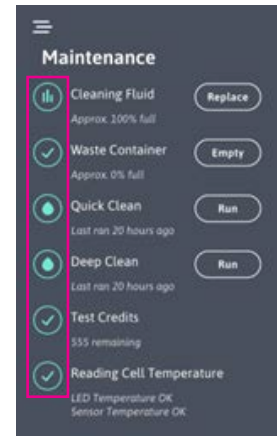 Maintenance
Cleaning Fluid
Replace
Approx. 100% full
Waste Container
Empty
Approx. 0% full
Quick Clean
Run
Last ran 20 hours ago
Deep Clean
Run
Last ran 20 hours ago
Test Credits
555 remaining
Reading Cell Temperature
LED Temperature OK
Sensor Temperature OK